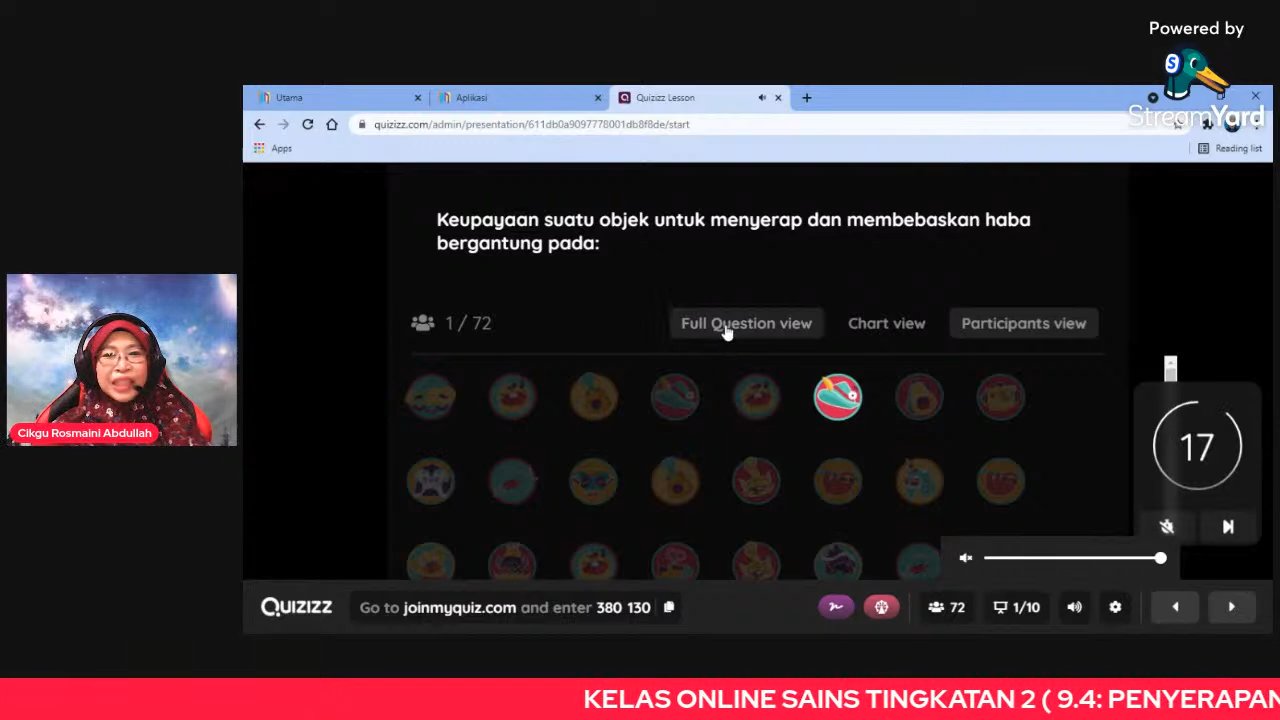 Powered by
StreamYard
Utama
Aplikasi
Quizizz Lesson
quizizz.com/admin/presentation/611db0a9097778001db8f8de/start
Apps
Reading list
Keupayaan suatu objek untuk menyerap dan membebaskan haba
bergantung pada:
1 / 72
Full Question view
Chart view
Participants view
17
Cikgu Rosmaini Abdullah
QUIZIZZ
Go to joinmyquiz.com and enter 380 130
72
1/10
KELAS ONLINE SAINS TINGKATAN 2 ( 9.4: PENYERAPAN